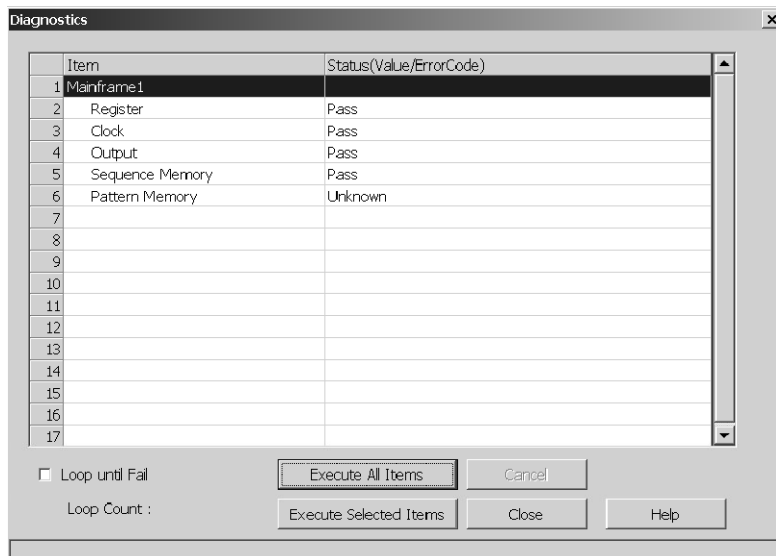 Diagnostics
Item Status(Value/ErrorCode)
1 Mainframe1
2 Register Pass
3 Clock Pass
4 Output Pass
5 Sequence Memory Pass
6 Pattern Memory Unknown
7
8
9
10
11
12
13
14
15
16
17
Loop until Fail Execute All Items Cancel
Loop Count : Execute Selected Items Close Help